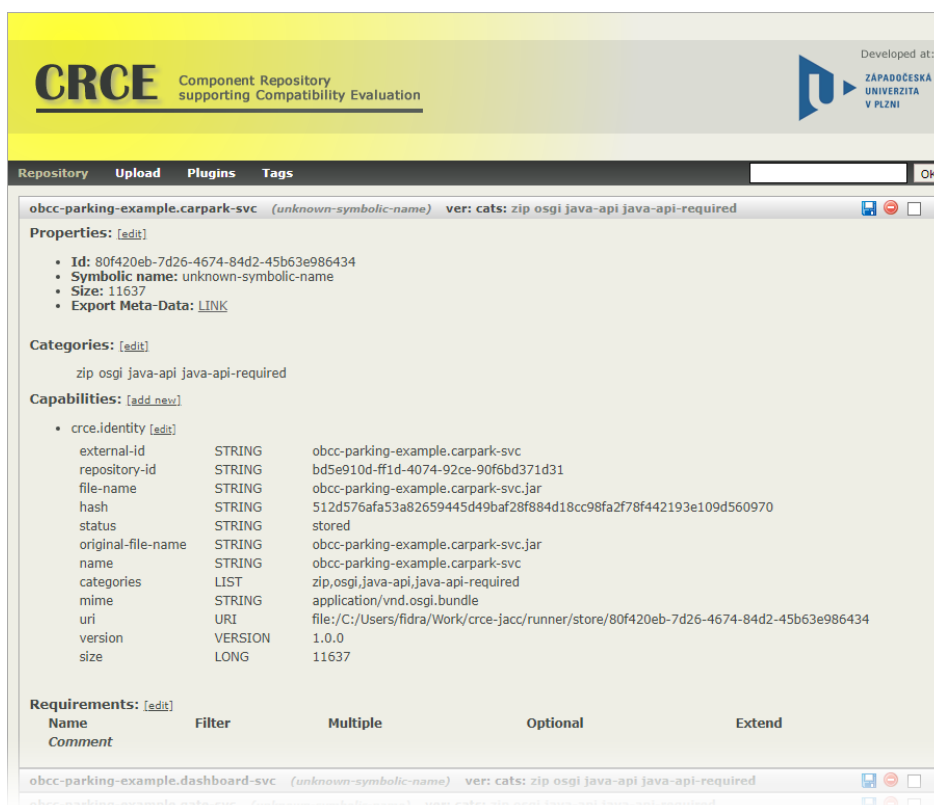 Developed at:
CRCE
Component Repository
supporting Compatibility Evaluation
ZÁPADOČESKÁ
UNIVERZITA
V PLZNI
Repository Upload Plugins Tags OK
obcc-parking-example.carpark-svc (unknown-symbolic-name) ver: cats: zip osgi java-api java-api-required
Properties: [edit]
• Id: 80f420eb-7d26-4674-84d2-45b63e986434
• Symbolic name: unknown-symbolic-name
• Size: 11637
• Export Meta-Data: LINK
Categories: [edit]
zip osgi java-api java-api-required
Capabilities: [add new]
• crce.identity [edit]
external-id STRING obcc-parking-example.carpark-svc
repository-id STRING bd5e910d-ff1d-4074-92ce-90f6bd371d31
file-name STRING obcc-parking-example.carpark-svc.jar
hash STRING 512d576afa53a82659445d49baf28f884d18cc98fa2f78f442193e109d560970
status STRING stored
original-file-name STRING obcc-parking-example.carpark-svc.jar
name STRING obcc-parking-example.carpark-svc
categories LIST zip,osgi,java-api,java-api-required
mime STRING application/vnd.osgi.bundle
uri URI file:/C:/Users/fidra/Work/crce-jacc/runner/store/80f420eb-7d26-4674-84d2-45b63e986434
version VERSION 1.0.0
size LONG 11637
Requirements: [edit]
Name Filter Multiple Optional Extend
Comment
obcc-parking-example.dashboard-svc (unknown-symbolic-name) ver: cats: zip osgi java-api java-api-required